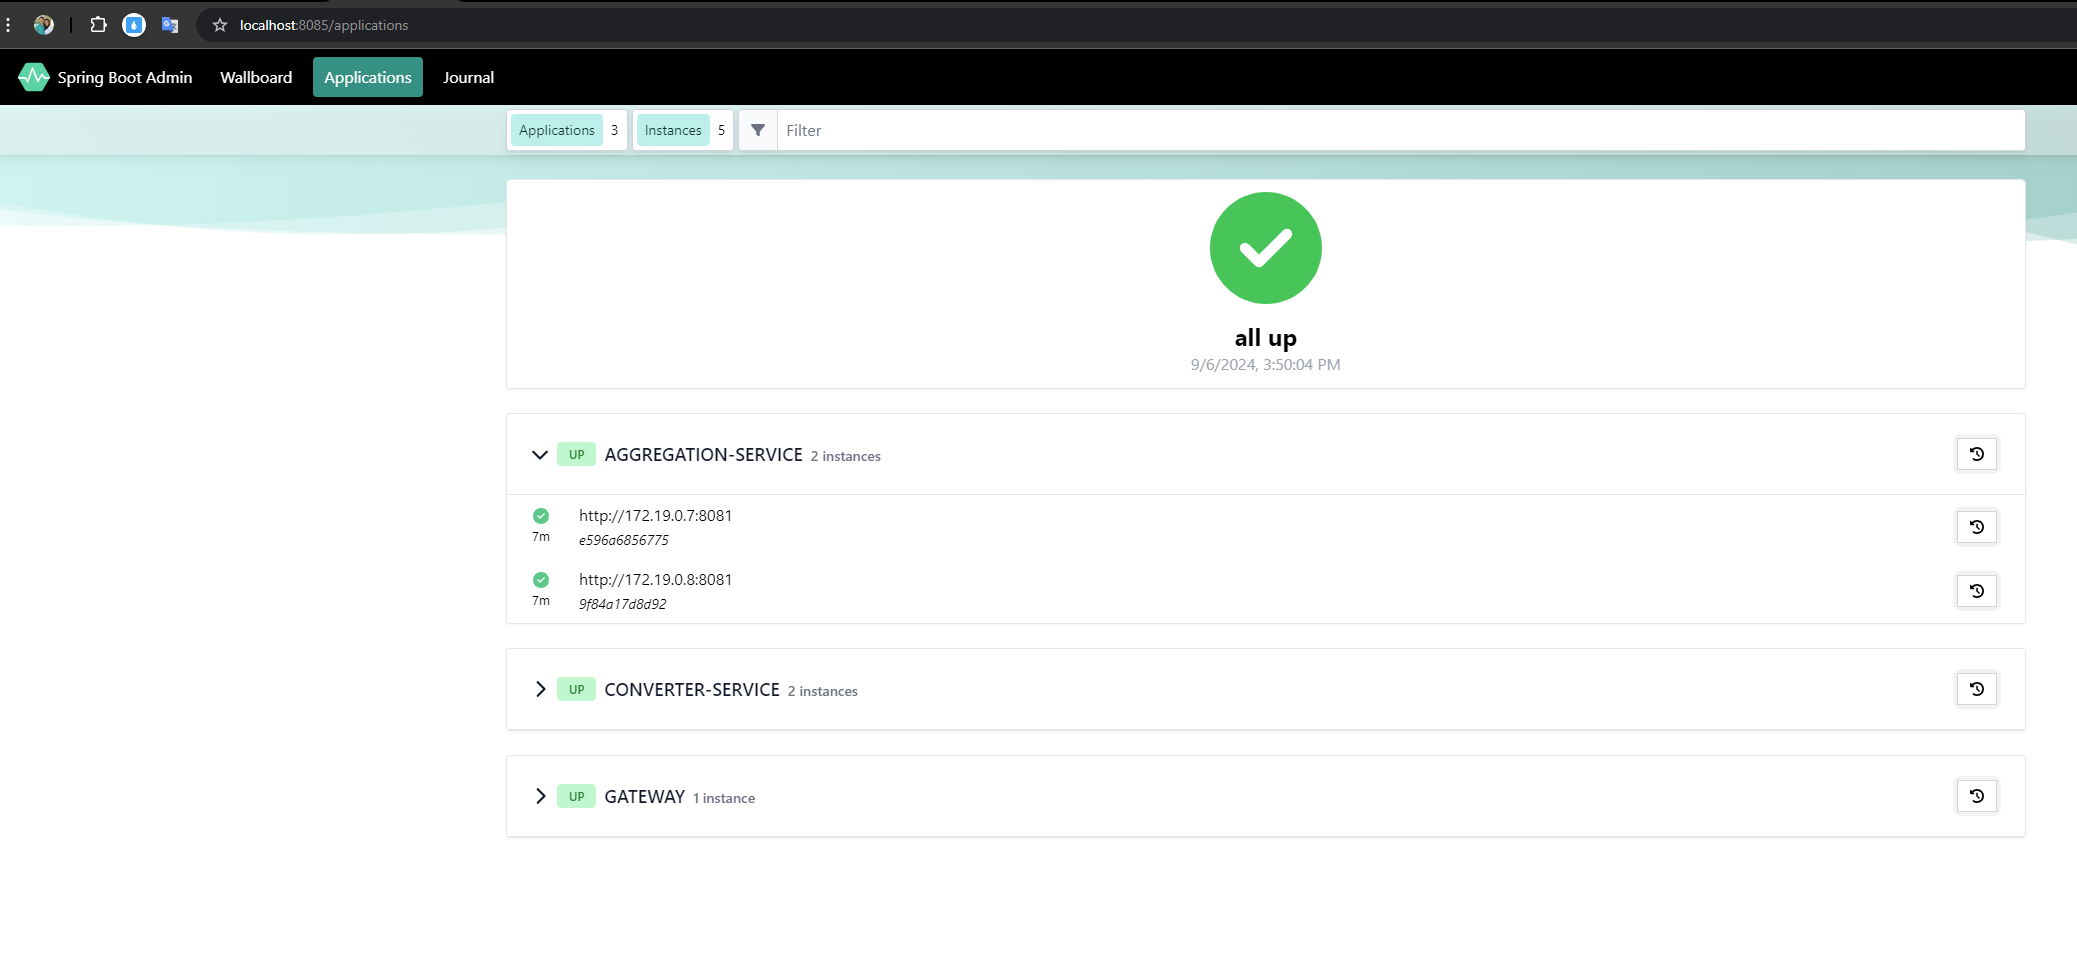 localhost:8085/applications
Spring Boot Admin Wallboard Applications Journal
Applications 3 Instances 5 Filter
all up
9/6/2024, 3:50:04 PM
UP AGGREGATION-SERVICE 2 instances
http://172.19.0.7:8081
7m e596a6856775
http://172.19.0.8:8081
7m 9f84a17d8d92
UP CONVERTER-SERVICE 2 instances
UP GATEWAY 1 instance